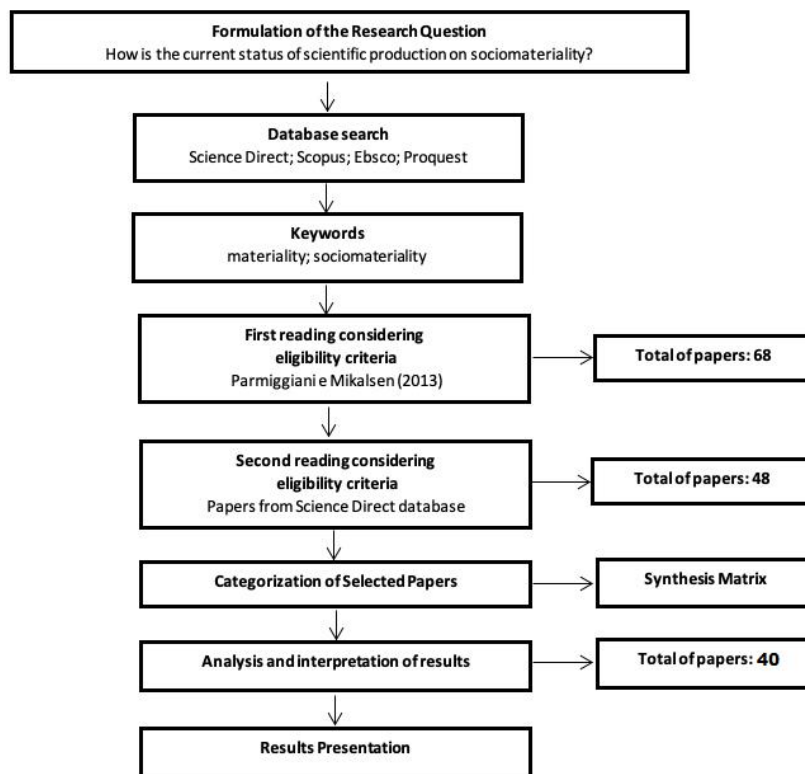 Formulation of the Research Question
How is the current status of scientific production on sociomateriality?
Database search
Science Direct; Scopus; Ebsco; Proquest
Keywords
materiality; sociomateriality
First reading considering
eligibility criteria
Parmiggiani e Mikalsen (2013)
Total of papers: 68
Second reading considering
eligibility criteria
Papers from Science Direct database
Total of papers: 48
Categorization of Selected Papers
Synthesis Matrix
Analysis and interpretation of results
Total of papers: 40
Results Presentation